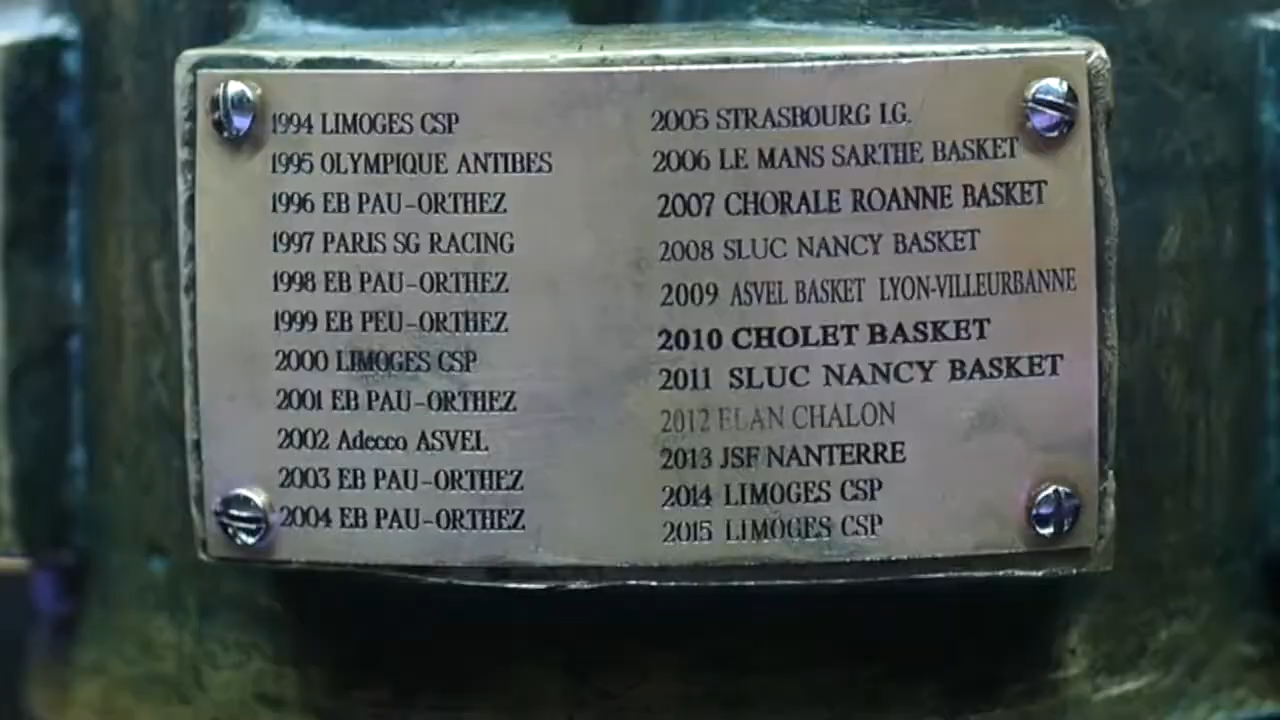 1994 LIMOGES CSP
1995 OLYMPIQUE ANTIBES
1996 EB PAU-ORTHEZ
1997 PARIS SG RACING
1998 EB PAU-ORTHEZ
1999 EB PEU-ORTHEZ
2000 LIMOGES CSP
2001 EB PAU-ORTHEZ
2002 Adecco ASVEL
2003 EB PAU-ORTHEZ
2004 EB PAU-ORTHEZ
2005 STRASBOURG I.G.
2006 LE MANS SARTHE BASKET
2007 CHORALE ROANNE BASKET
2008 SLUC NANCY BASKET
2009 ASVEL BASKET LYON-VILLEURBANNE
2010 CHOLET BASKET
2011 SLUC NANCY BASKET
2012 ELAN CHALON
2013 JSF NANTERRE
2014 LIMOGES CSP
2015 LIMOGES CSP